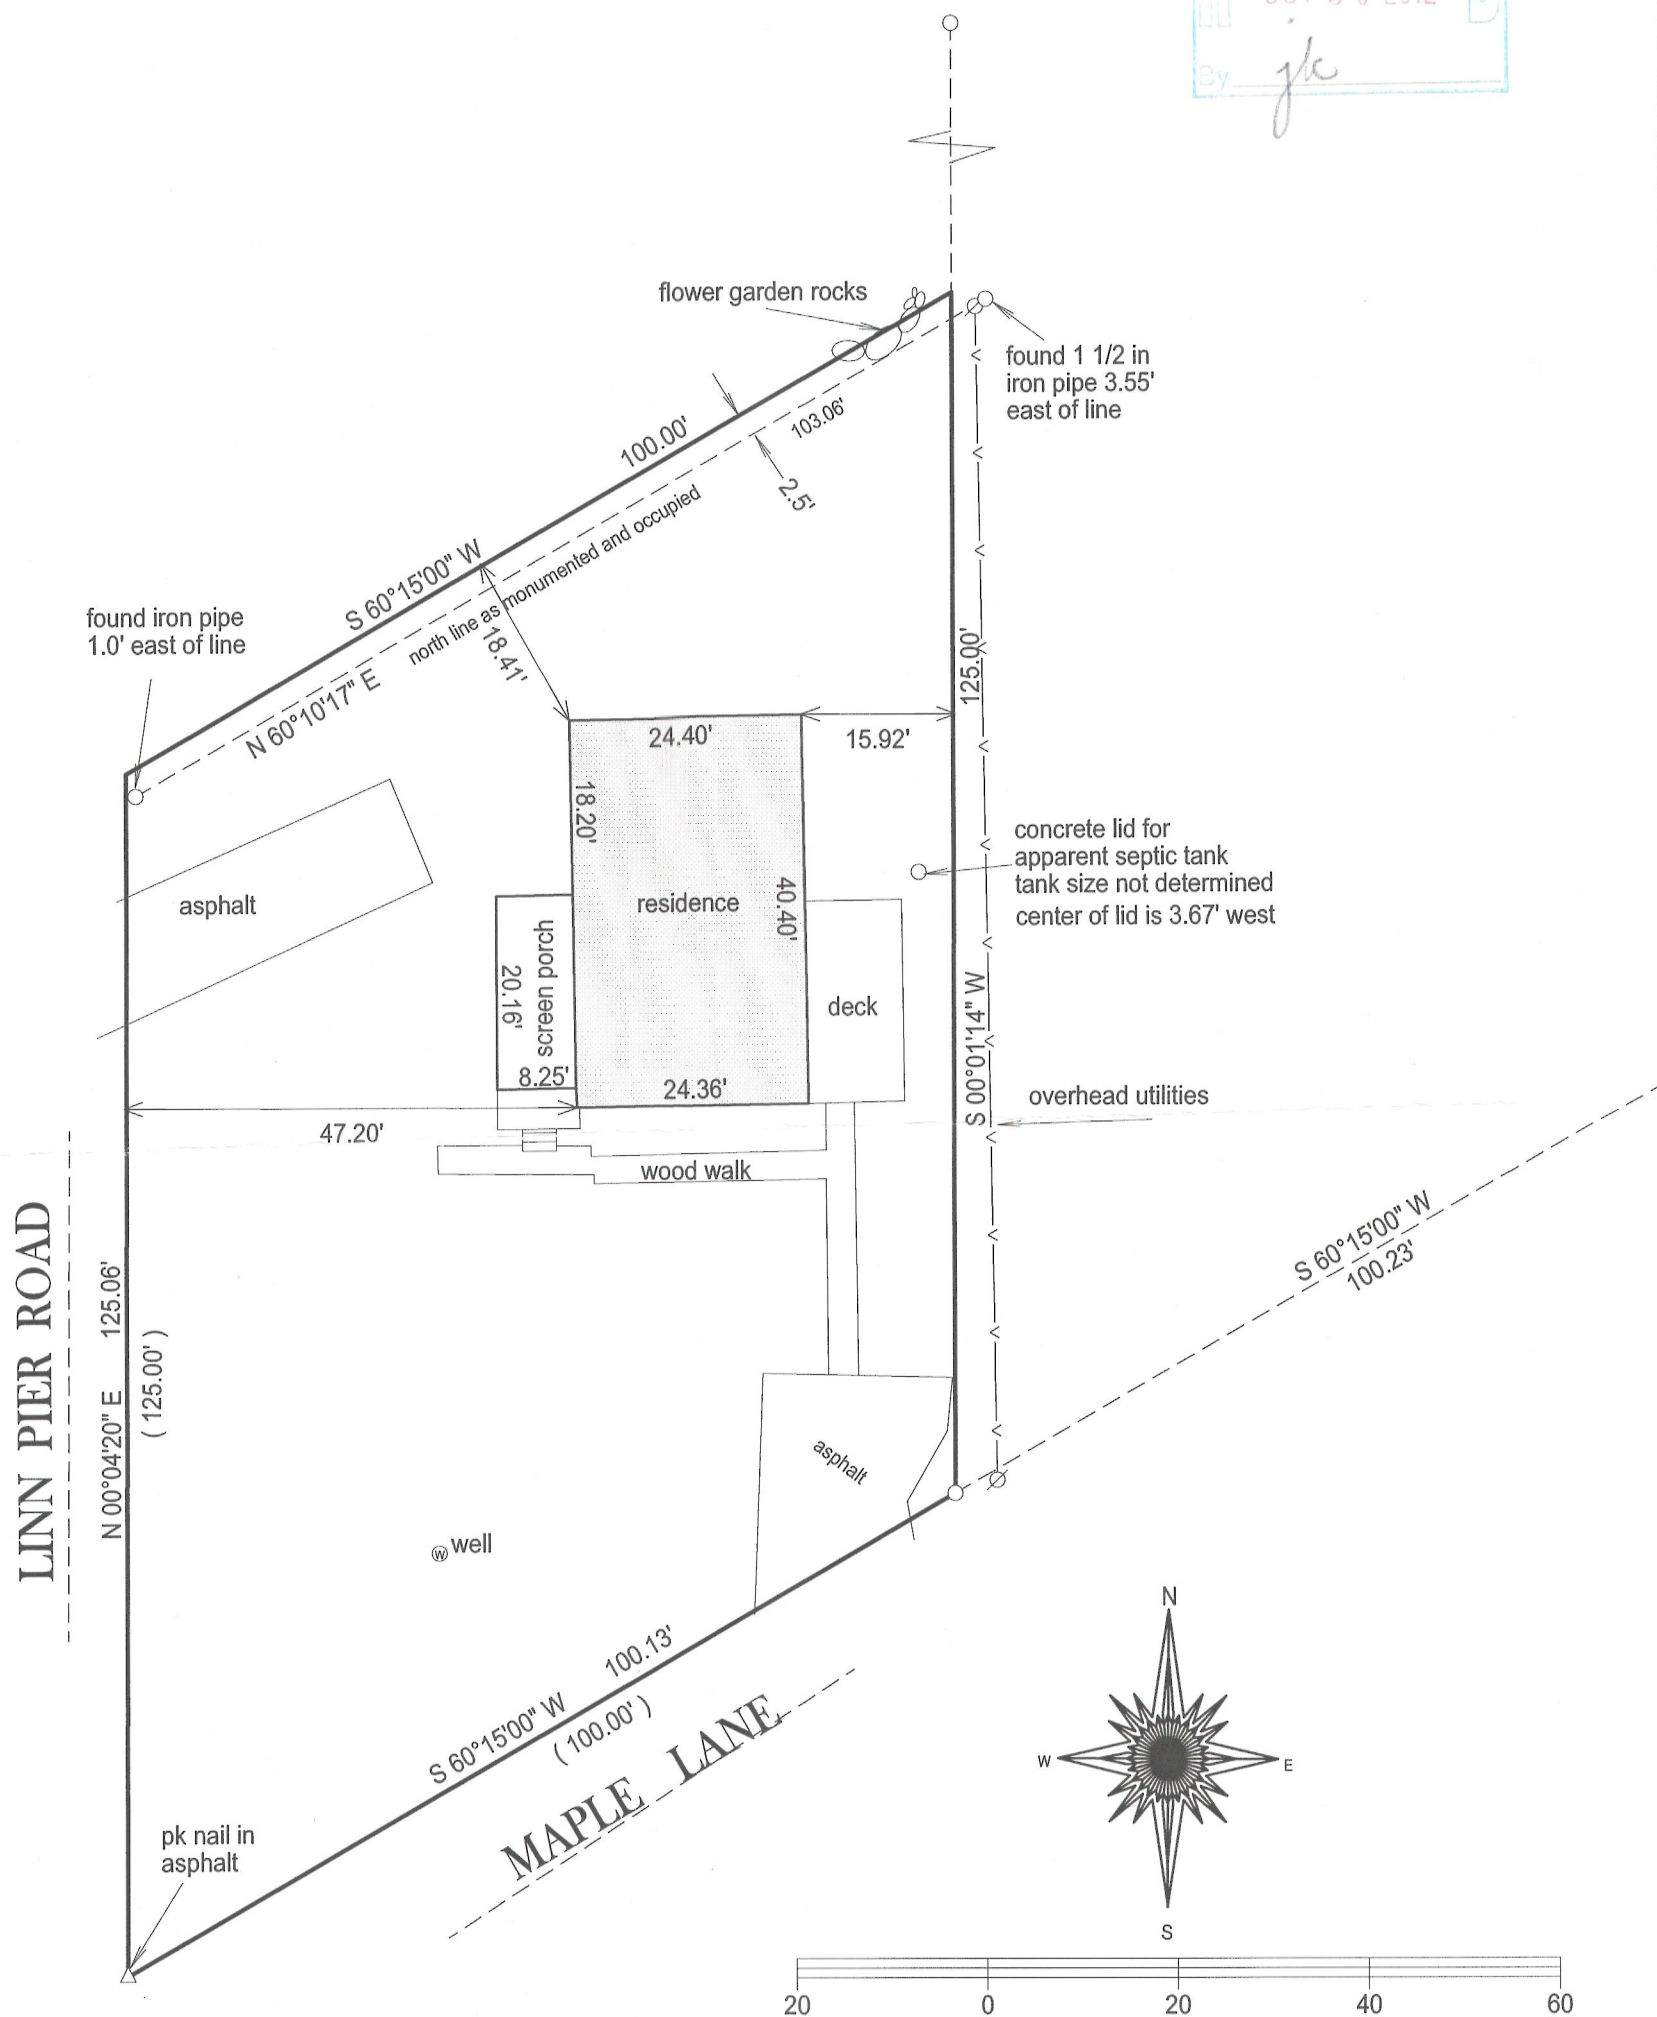 By jk
flower garden rocks
found 1 1/2 in
iron pipe 3.55'
east of line
100.00'
103.06'
2.5'
S 60°15'00" W
north line as monumented and occupied
N 60°10'17" E
found iron pipe
1.0' east of line
18.41'
125.00'
24.40'
15.92'
18.20'
concrete lid for
apparent septic tank
tank size not determined
center of lid is 3.67' west
asphalt
residence
40.40'
screen porch
20.16'
deck
8.25'
24.36'
S 00°01'14" W
overhead utilities
47.20'
wood walk
LINN PIER ROAD
N 00°04'20" E 125.06'
( 125.00' )
S 60°15'00" W
100.23'
asphalt
W well
S 60°15'00" W 100.13'
( 100.00' )
MAPLE LANE
pk nail in
asphalt
N
W E
S
20 0 20 40 60